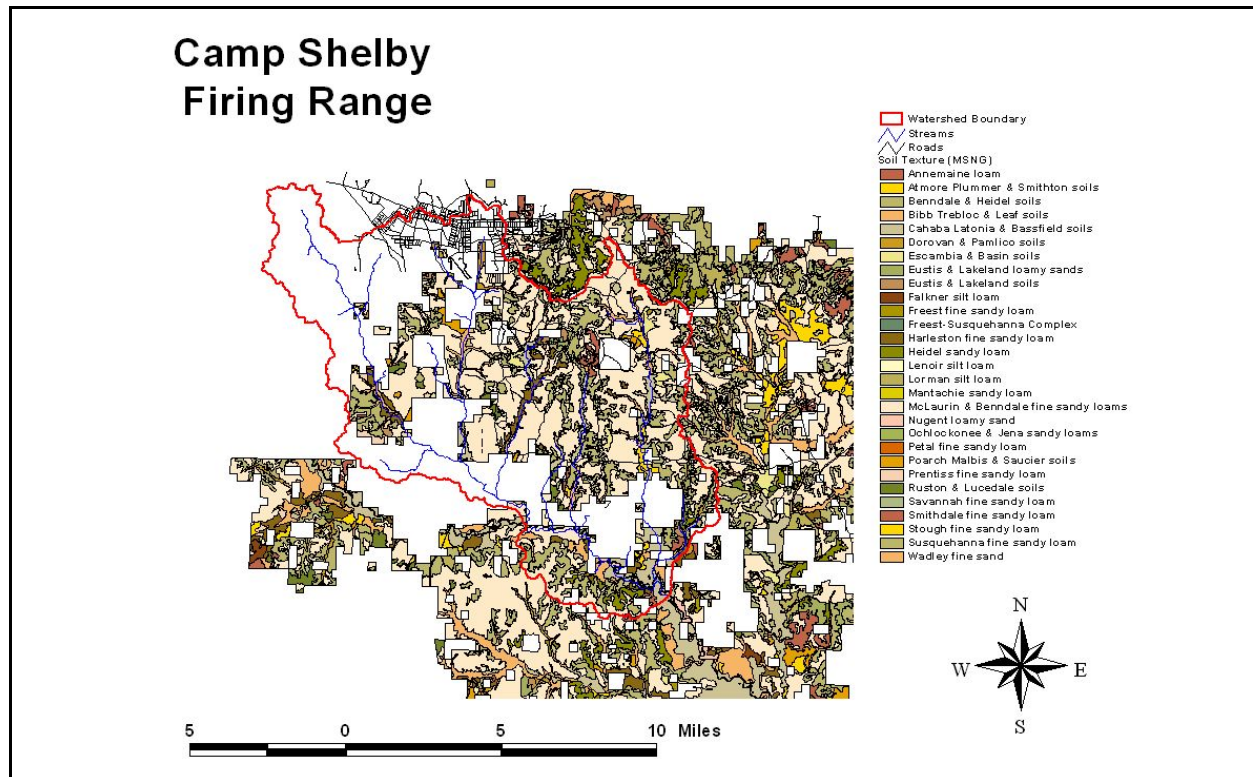 Camp Shelby
Firing Range
Watershed Boundary
Streams
Roads
Soil Texture (MSNG)
Annemaine loam
Atmore Plummer & Smithton soils
Benndale & Heidel soils
Bibb Trebloc & Leaf soils
Cahaba Latonia & Bassfield soils
Dorovan & Pamlico soils
Escambia & Basin soils
Eustis & Lakeland loamy sands
Eustis & Lakeland soils
Falkner silt loam
Freest fine sandy loam
Freest-Susquehanna Complex
Harleston fine sandy loam
Heidel sandy loam
Lenoir silt loam
Lorman silt loam
Mantachie sandy loam
McLaurin & Benndale fine sandy loams
Nugent loamy sand
Ochlockonee & Jena sandy loams
Petal fine sandy loam
Poarch Malbis & Saucier soils
Prentiss fine sandy loam
Ruston & Lucedale soils
Savannah fine sandy loam
Smithdale fine sandy loam
Stough fine sandy loam
Susquehanna fine sandy loam
Wadley fine sand
N
W E
S
5 0 5 10 Miles